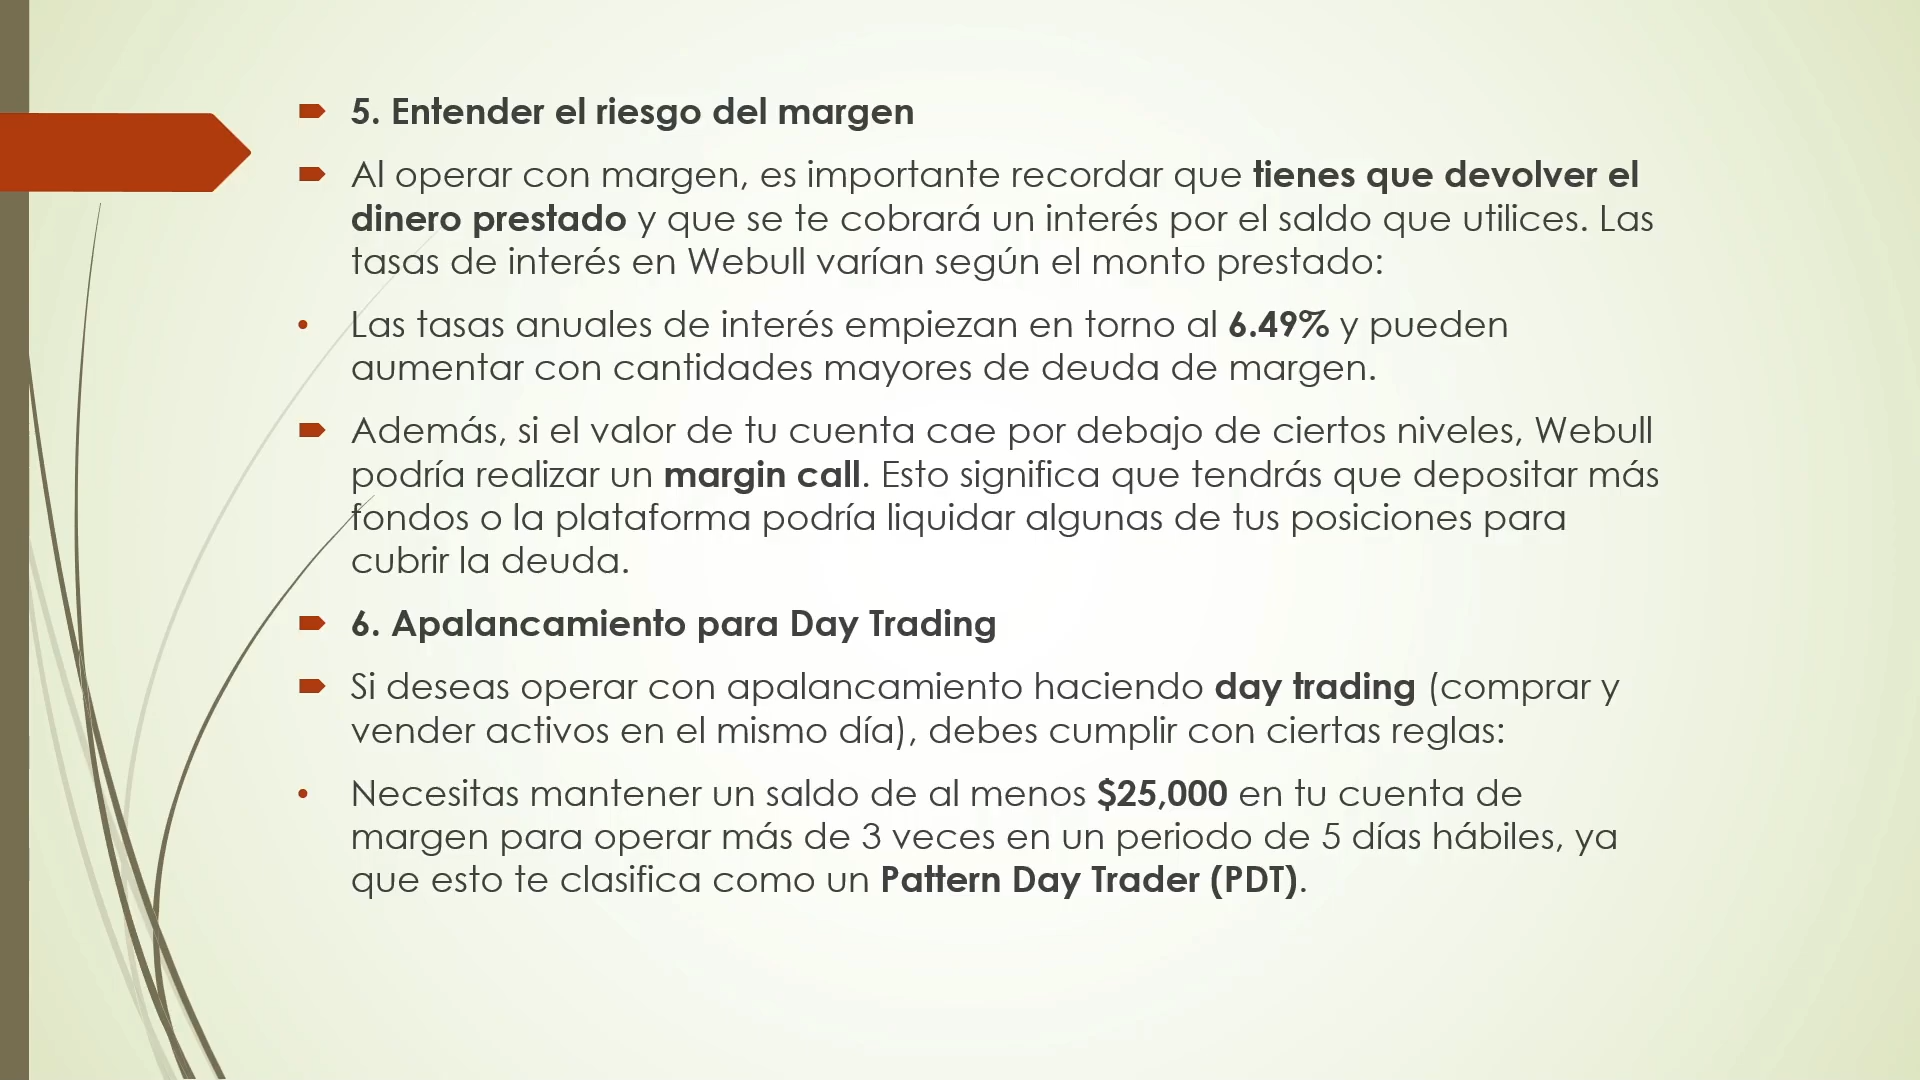 5. Entender el riesgo del margen
Al operar con margen, es importante recordar que tienes que devolver el
dinero prestado y que se te cobrará un interés por el saldo que utilices. Las
tasas de interés en Webull varían según el monto prestado:
Las tasas anuales de interés empiezan en torno al 6.49% y pueden
aumentar con cantidades mayores de deuda de margen.
Además, si el valor de tu cuenta cae por debajo de ciertos niveles, Webull
podría realizar un margin call. Esto significa que tendrás que depositar más
fondos o la plataforma podría liquidar algunas de tus posiciones para
cubrir la deuda.
6. Apalancamiento para Day Trading
Si deseas operar con apalancamiento haciendo day trading (comprar y
vender activos en el mismo día), debes cumplir con ciertas reglas:
Necesitas mantener un saldo de al menos $25,000 en tu cuenta de
margen para operar más de 3 veces en un periodo de 5 días hábiles, ya
que esto te clasifica como un Pattern Day Trader (PDT).